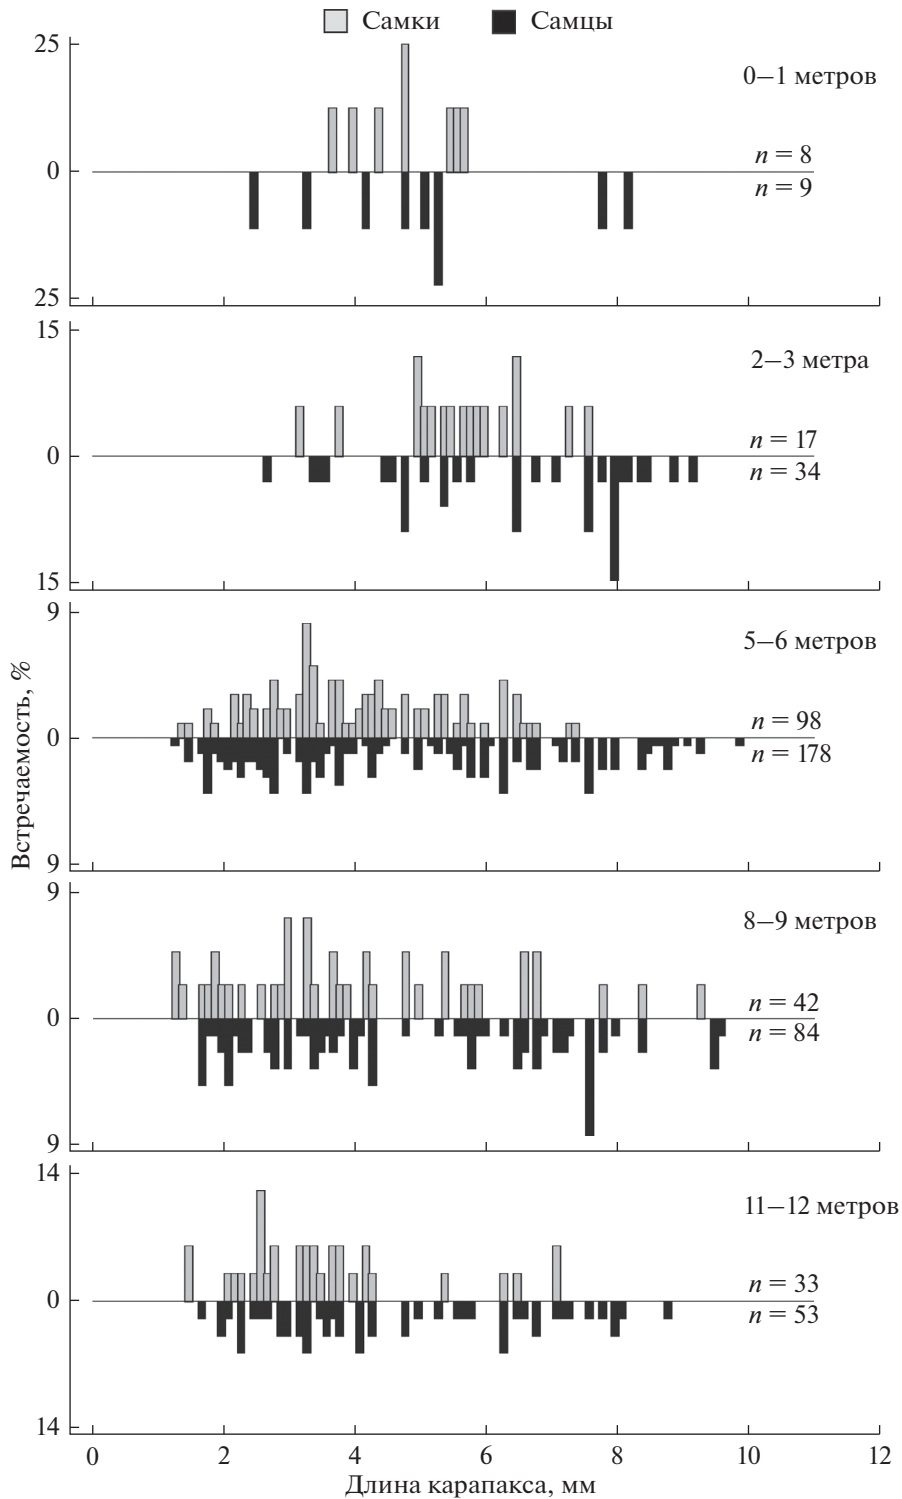 Самки Самцы
25
0–1 метров
n = 8
0
n = 9
25
15
2–3 метра
n = 17
0
n = 34
15
9
5–6 метров
n = 98
0
n = 178
9
Встречаемость, %
9
8–9 метров
n = 42
0
n = 84
9
14
11–12 метров
n = 33
0
n = 53
14
0 2 4 6 8 10 12
Длина карапакса, мм